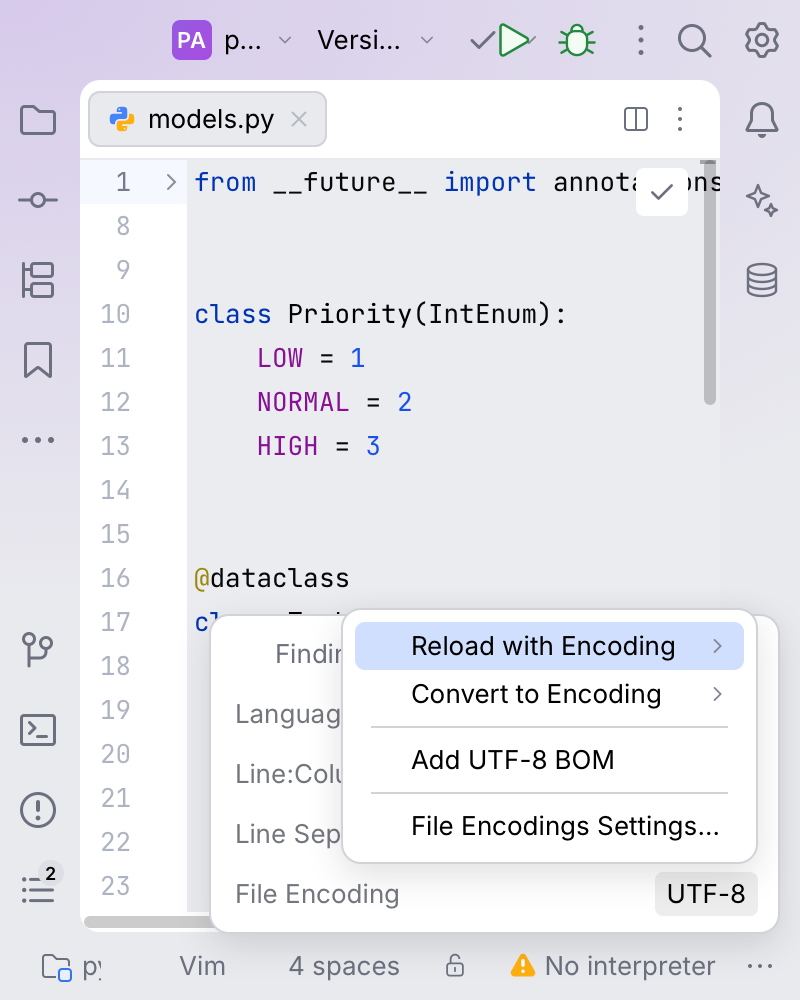 PA p... Versi...
models.py
1 from __future__ import
8
9
10 class Priority(IntEnum):
11 LOW = 1
12 NORMAL = 2
13 HIGH = 3
14
15
16 @dataclass
17
18
19
20
21
22
23
Reload with Encoding
Convert to Encoding
Add UTF-8 BOM
File Encodings Settings...
File Encoding UTF-8
2
Vim 4 spaces No interpreter